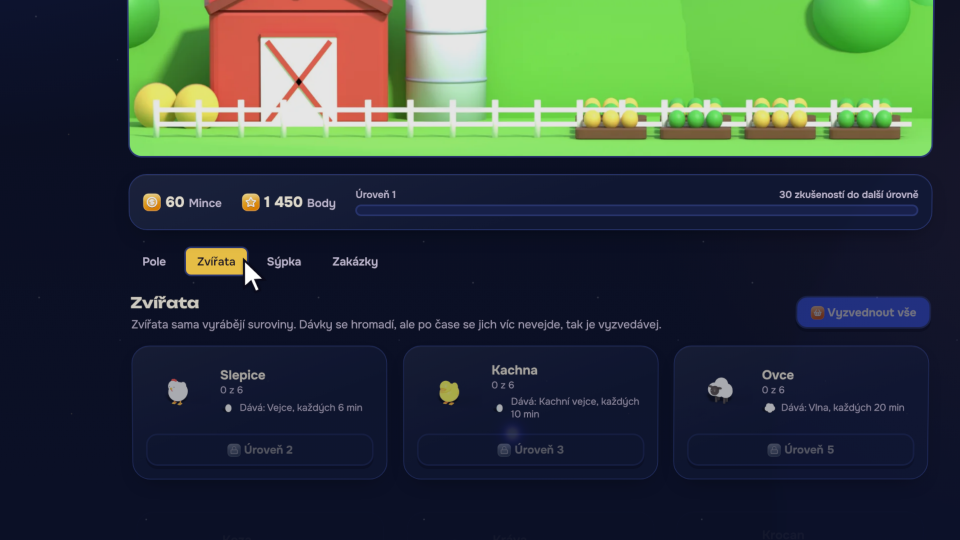 60 Mince
1 450 Body
Úroveň 1
30 zkušeností do další úrovně
Pole
Zvířata
Sýpka
Zakázky
Zvířata
Zvířata sama vyrábějí suroviny. Dávky se hromadí, ale po čase se jich víc nevejde, tak je vyzvedávej.
Vyzvednout vše
Slepice
0 z 6
Dává: Vejce, každých 6 min
Úroveň 2
Kachna
0 z 6
Dává: Kachní vejce, každých
10 min
Úroveň 3
Ovce
0 z 6
Dává: Vlna, každých 20 min
Úroveň 5